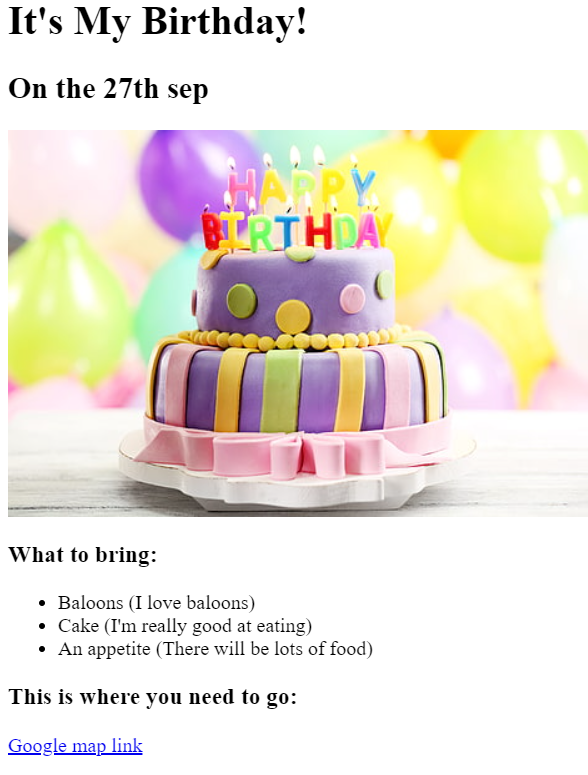 It's My Birthday!
On the 27th sep
HAPPY
BIRTHDAY
What to bring:
Baloons (I love baloons)
Cake (I'm really good at eating)
An appetite (There will be lots of food)
This is where you need to go:
Google map link